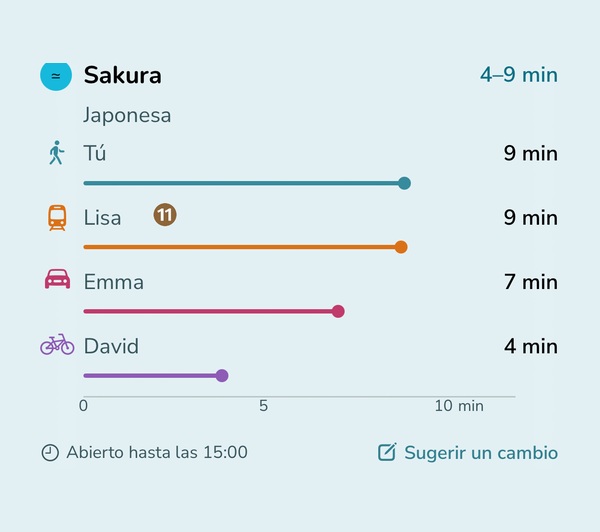 ≈ Sakura 4–9 min
Japonesa
Tú 9 min
Lisa 11 9 min
Emma 7 min
David 4 min
0 5 10 min
Abierto hasta las 15:00 Sugerir un cambio